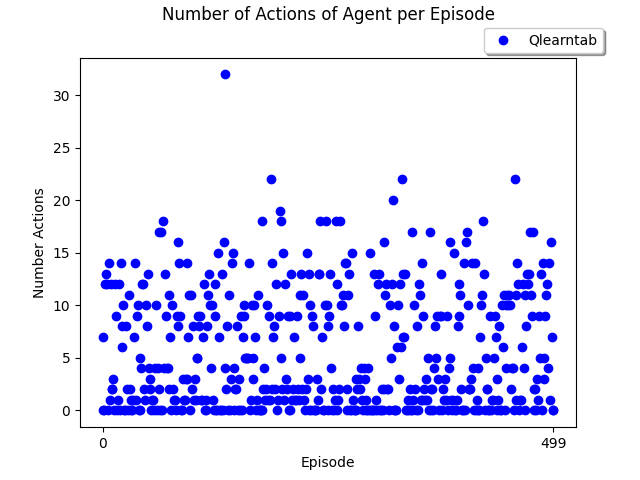 Number of Actions of Agent per Episode
Qlearntab
30
25
20
15
10
5
0
Number Actions
0 499
Episode